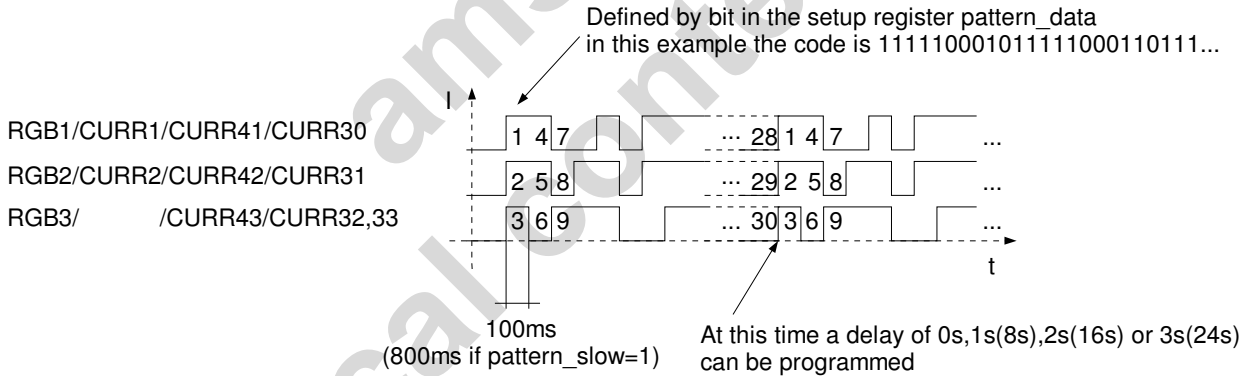 Defined by bit in the setup register pattern_data
in this example the code is 111110001011111000110111...
I
RGB1/CURR1/CURR41/CURR30
1 4 7 ... 28 1 4 7 ...
RGB2/CURR2/CURR42/CURR31
2 5 8 ... 29 2 5 8 ...
RGB3/ /CURR43/CURR32,33
3 6 9 ... 30 3 6 9 ...
t
100ms
(800ms if pattern_slow=1)
At this time a delay of 0s,1s(8s),2s(16s) or 3s(24s)
can be programmed